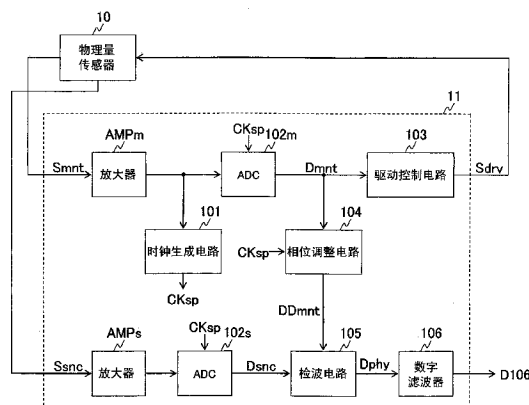 10
物理量
传感器
11
AMPm
CKsp
102m
103
Smnt
放大器
ADC
Dmnt
驱动控制电路
Sdrv
101
104
时钟生成电路
CKsp
相位调整电路
CKsp
DDmnt
AMPs
CKsp
102s
105
106
Ssnc
放大器
ADC
Dsnc
检波电路
Dphy
数字
滤波器
D106